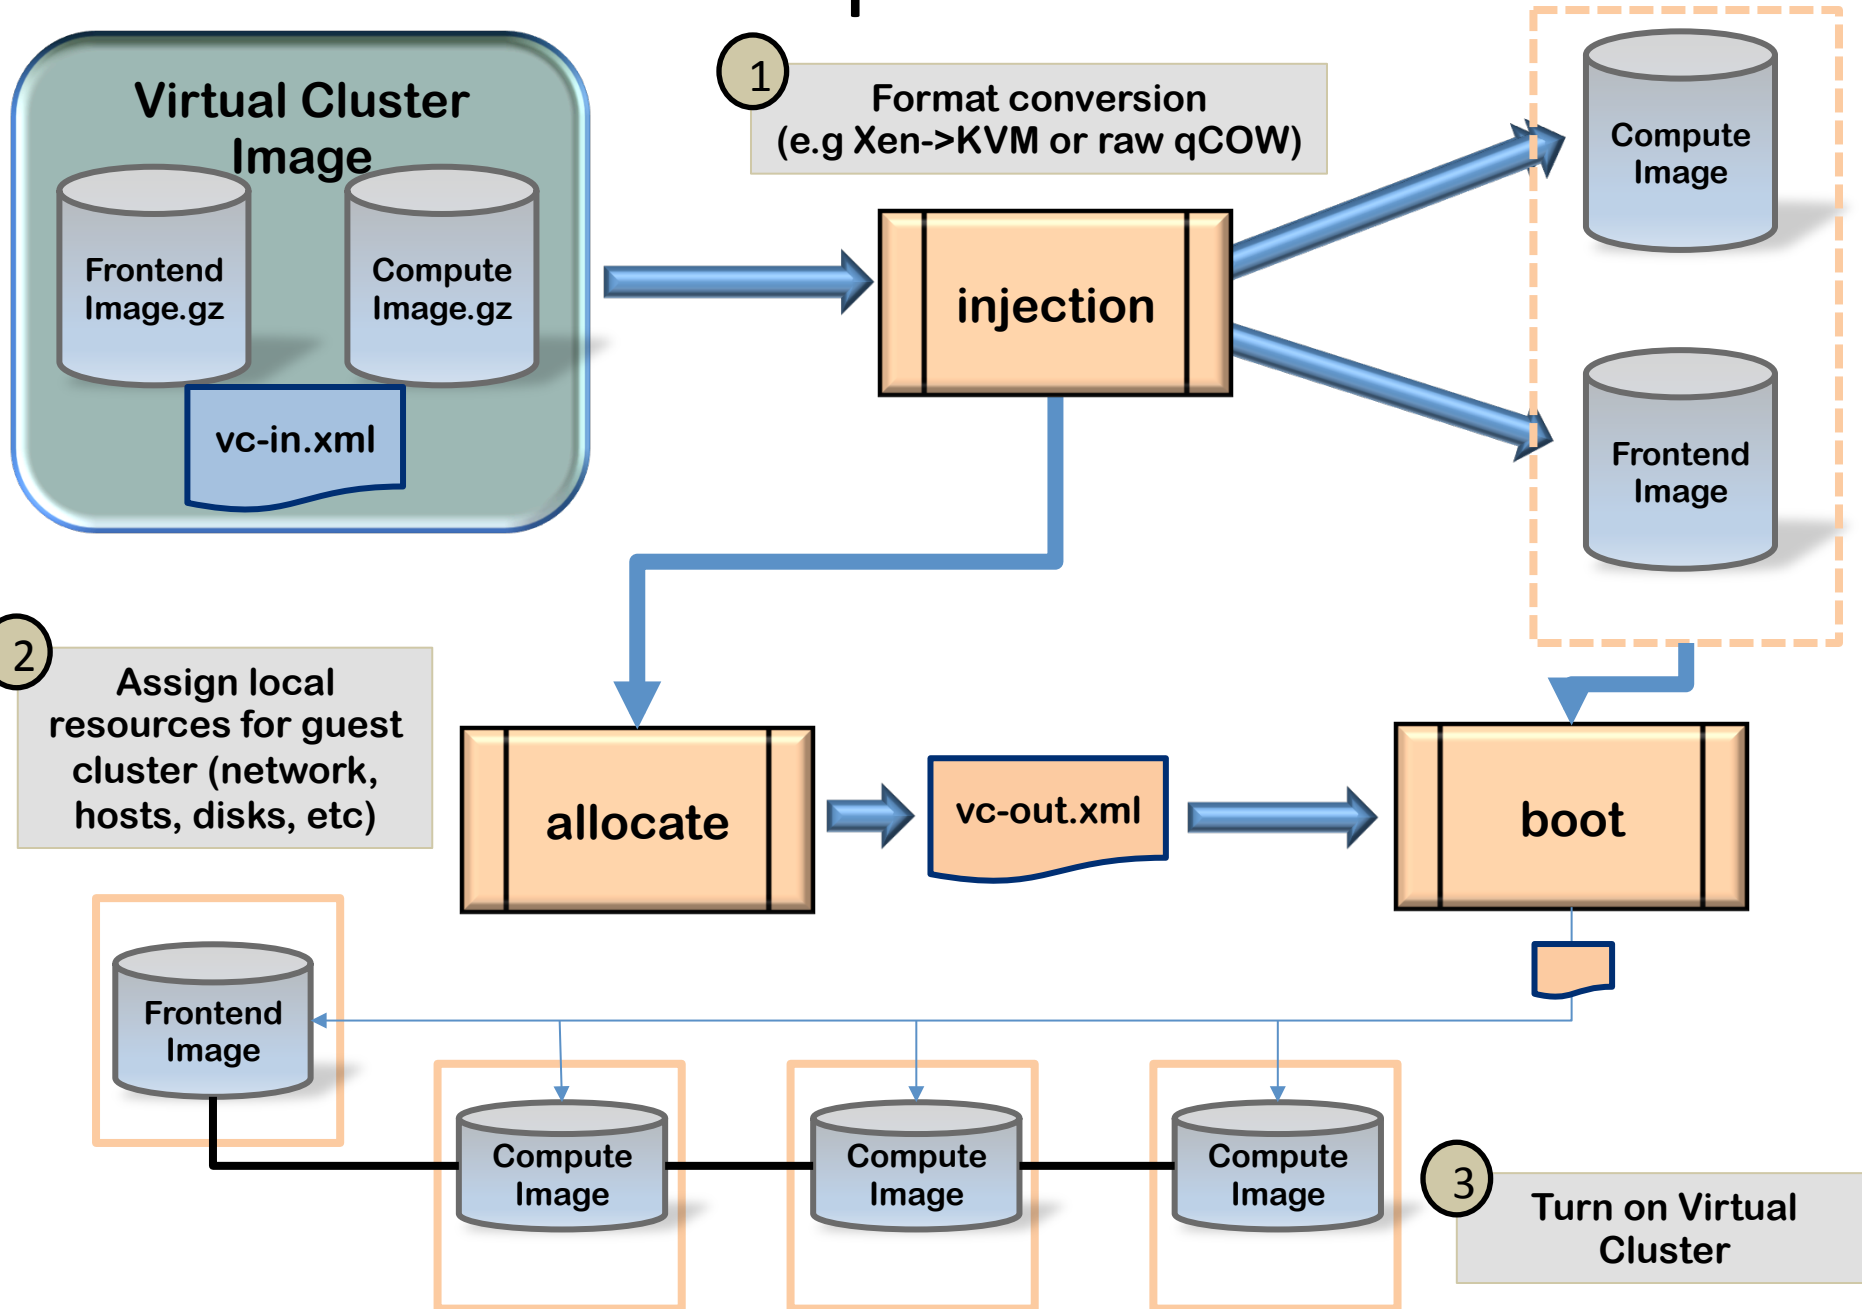 Virtual Cluster
Image
Frontend
Image.gz
Compute
Image.gz
vc-in.xml
1
Format conversion
(e.g Xen->KVM or raw qCOW)
injection
Compute
Image
Frontend
Image
2
Assign local
resources for guest
cluster (network,
hosts, disks, etc)
allocate
vc-out.xml
boot
Frontend
Image
Compute
Image
Compute
Image
Compute
Image
3
Turn on Virtual
Cluster